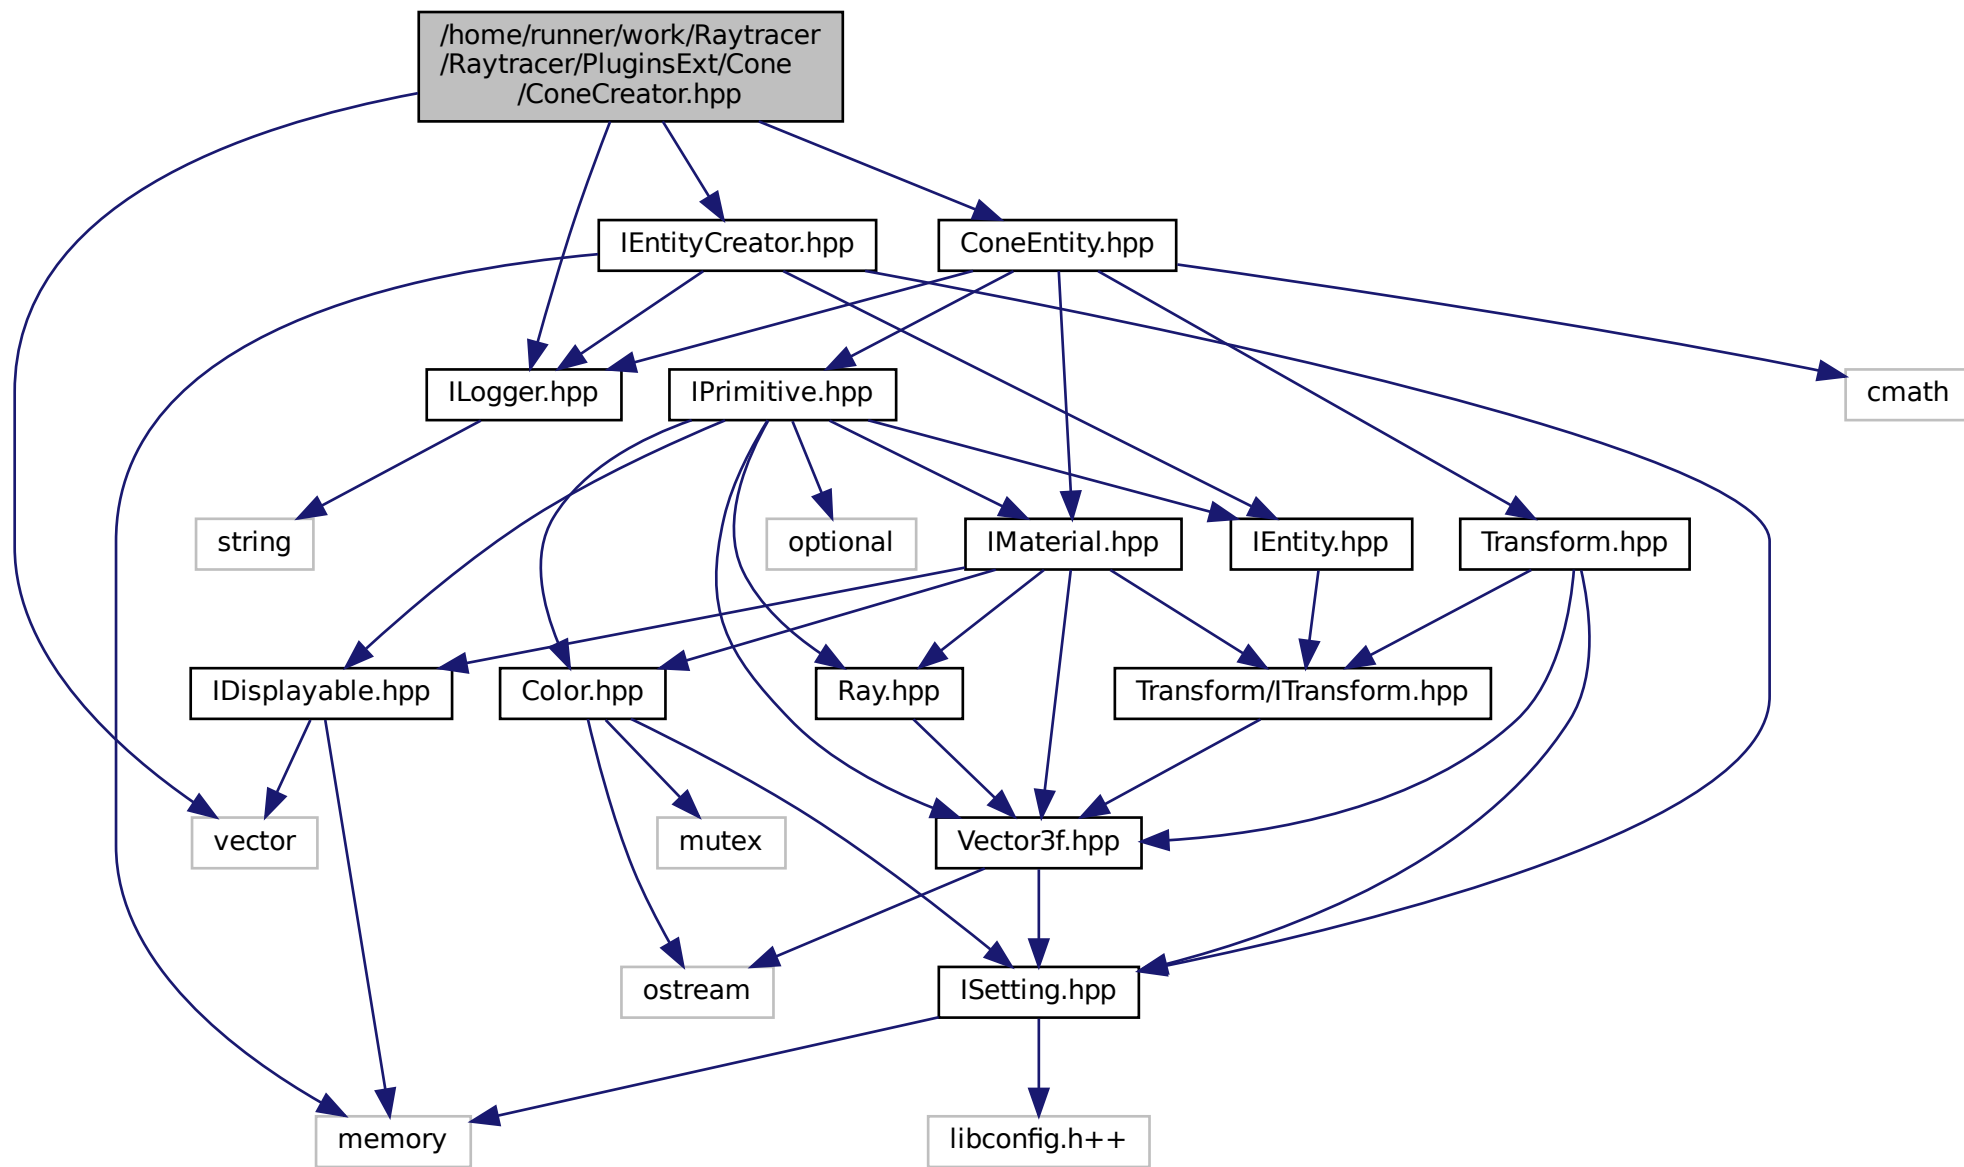 /home/runner/work/Raytracer
/Raytracer/PluginsExt/Cone
/ConeCreator.hpp
IEntityCreator.hpp
ConeEntity.hpp
ILogger.hpp
IPrimitive.hpp
cmath
string
optional
IMaterial.hpp
IEntity.hpp
Transform.hpp
IDisplayable.hpp
Color.hpp
Ray.hpp
Transform/ITransform.hpp
vector
mutex
Vector3f.hpp
ostream
ISetting.hpp
memory
libconfig.h++